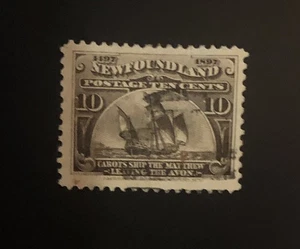 1497 1897
NEWFOUNDLAND
POSTAGE TEN CENTS
10 10
CABOT'S SHIP THE MATTHEW
LEAVING THE AVON.